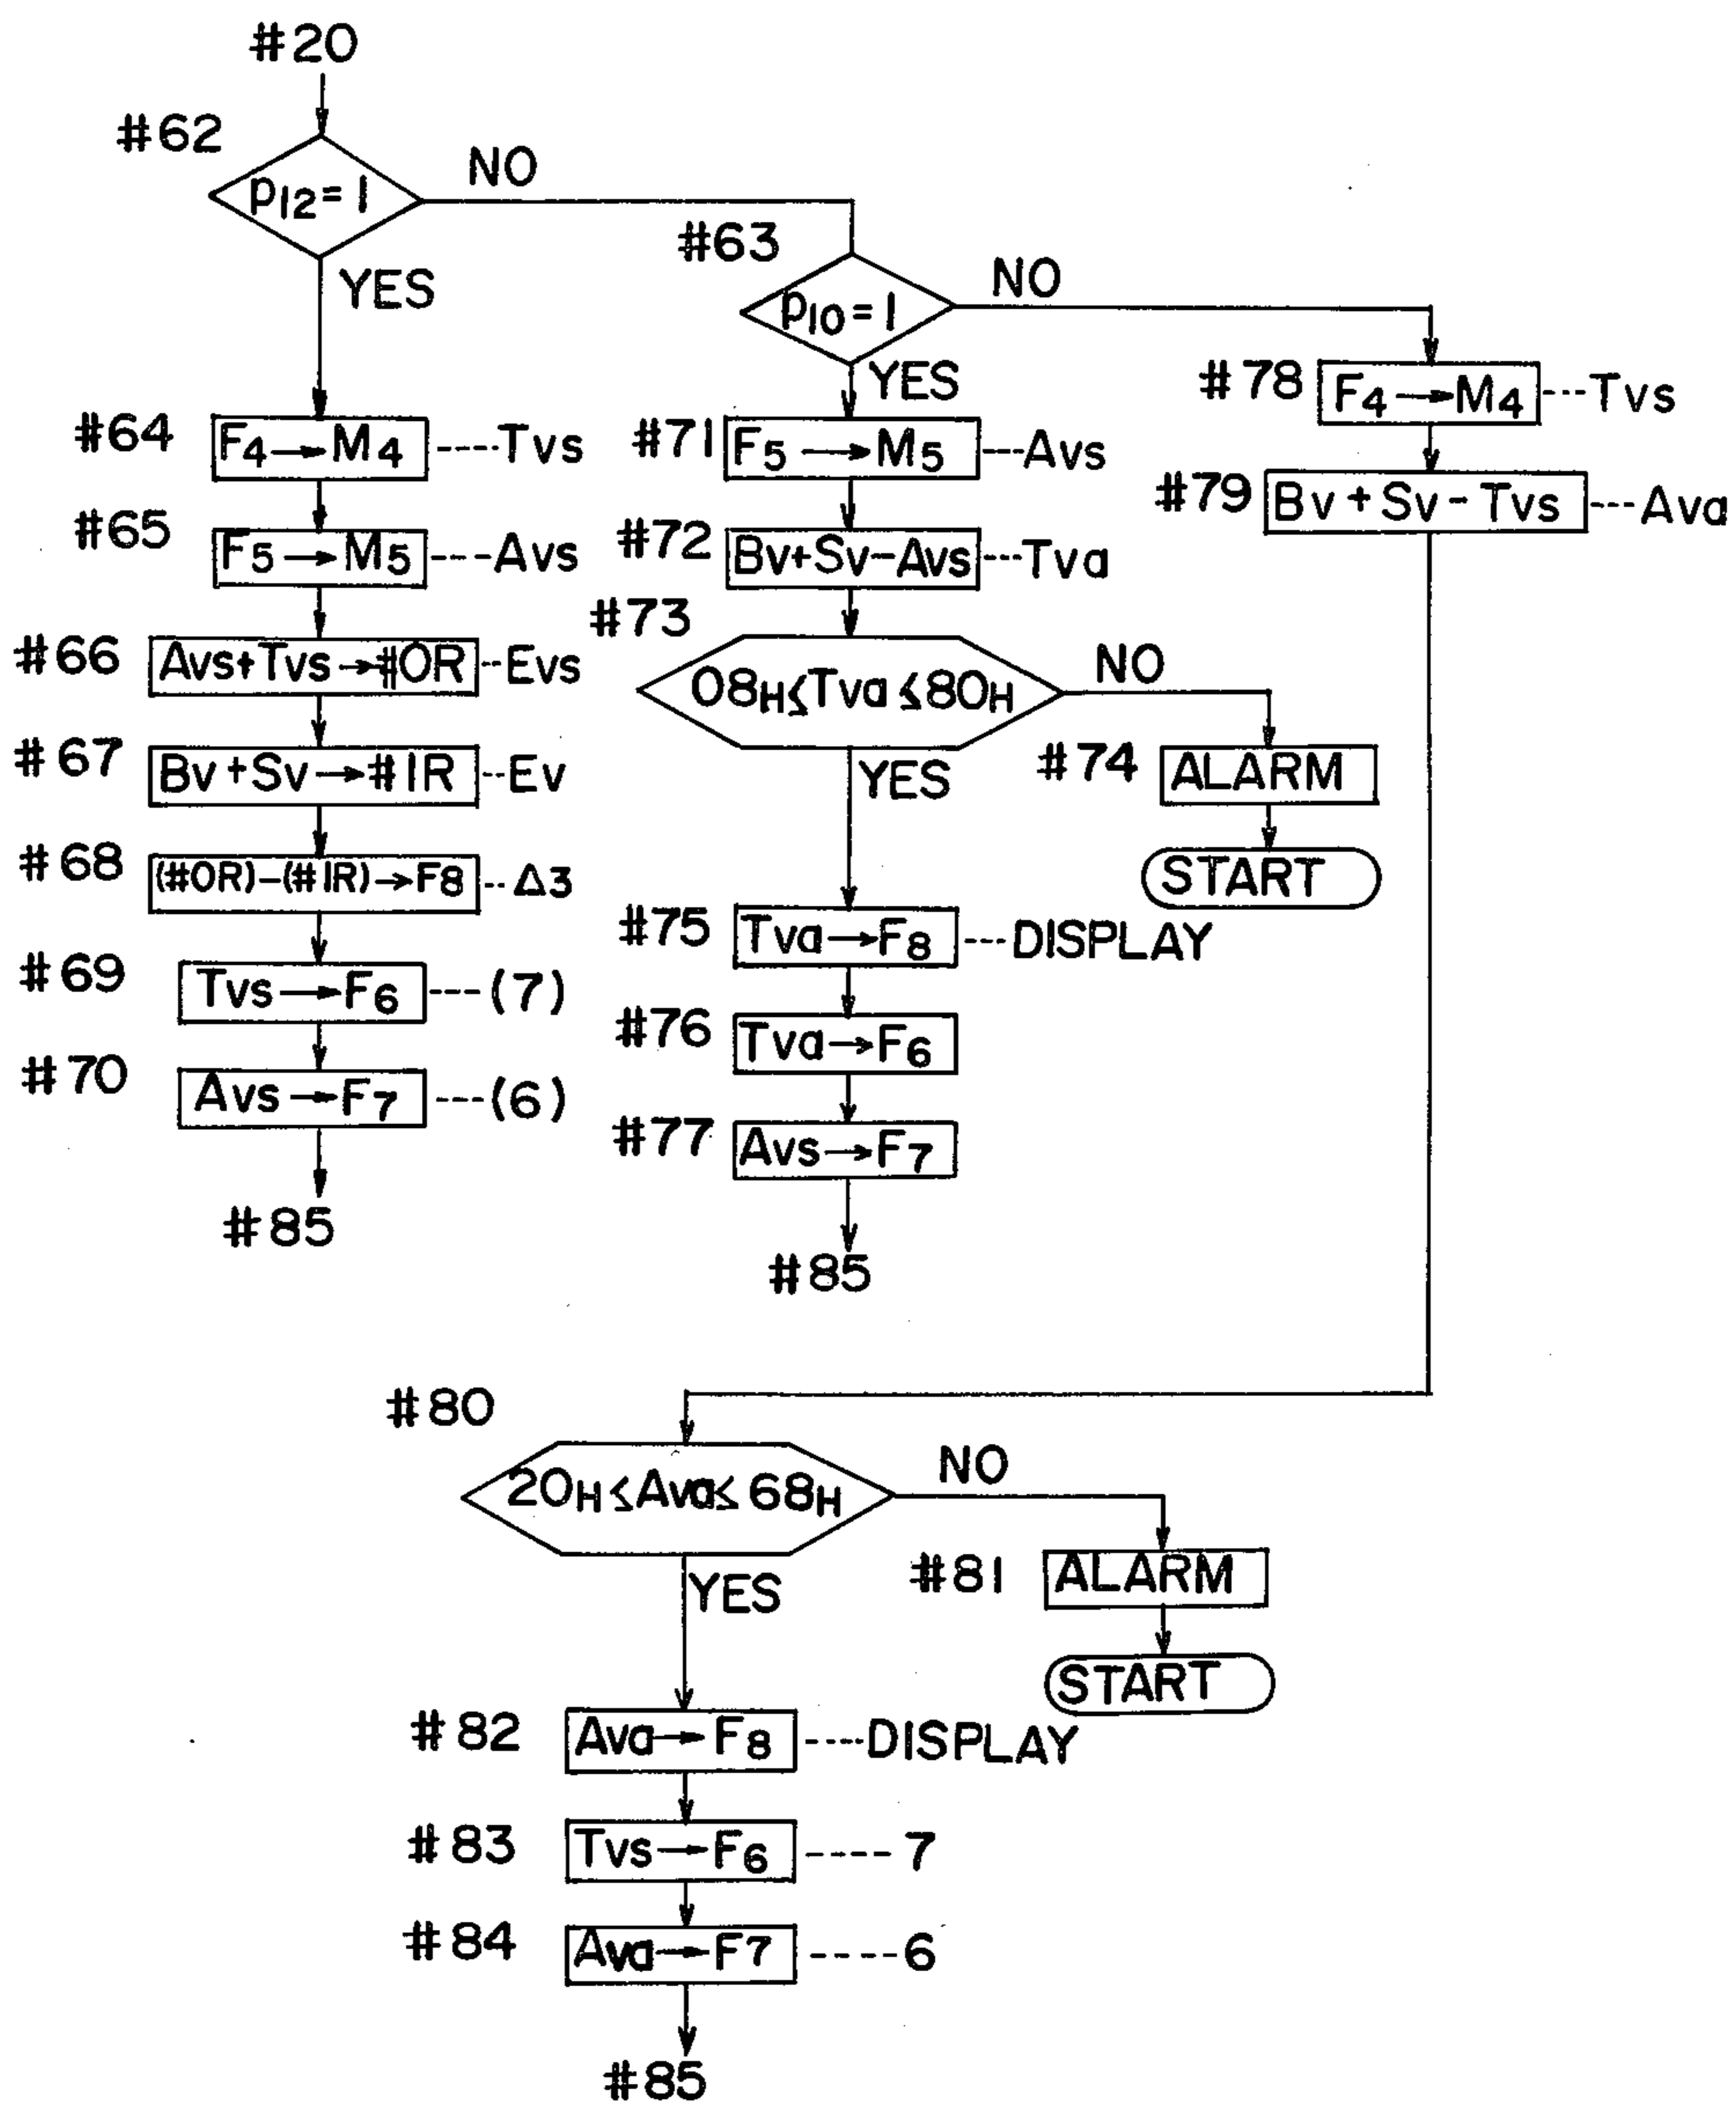 #20
#62
p12=1
NO
YES
#63
p10=1
NO
YES
#64
F4→M4
----Tvs
#65
F5→M5
---Avs
#66
Avs+Tvs→#0R
--Evs
#67
Bv+Sv→#1R
--Ev
#68
(#0R)-(#1R)→F8
--Δ3
#69
Tvs→F6
---(7)
#70
Avs→F7
---(6)
#85
#71
F5→M5
---Avs
#72
Bv+Sv-Avs
---Tva
#73
08H≤Tva≤80H
NO
YES
#74
ALARM
START
#75
Tva→F8
---DISPLAY
#76
Tva→F6
#77
Avs→F7
#85
#78
F4→M4
---Tvs
#79
Bv+Sv-Tvs
---Ava
#80
20H≤Ava≤68H
NO
YES
#81
ALARM
START
#82
Ava→F8
----DISPLAY
#83
Tvs→F6
----7
#84
Ava→F7
----6
#85